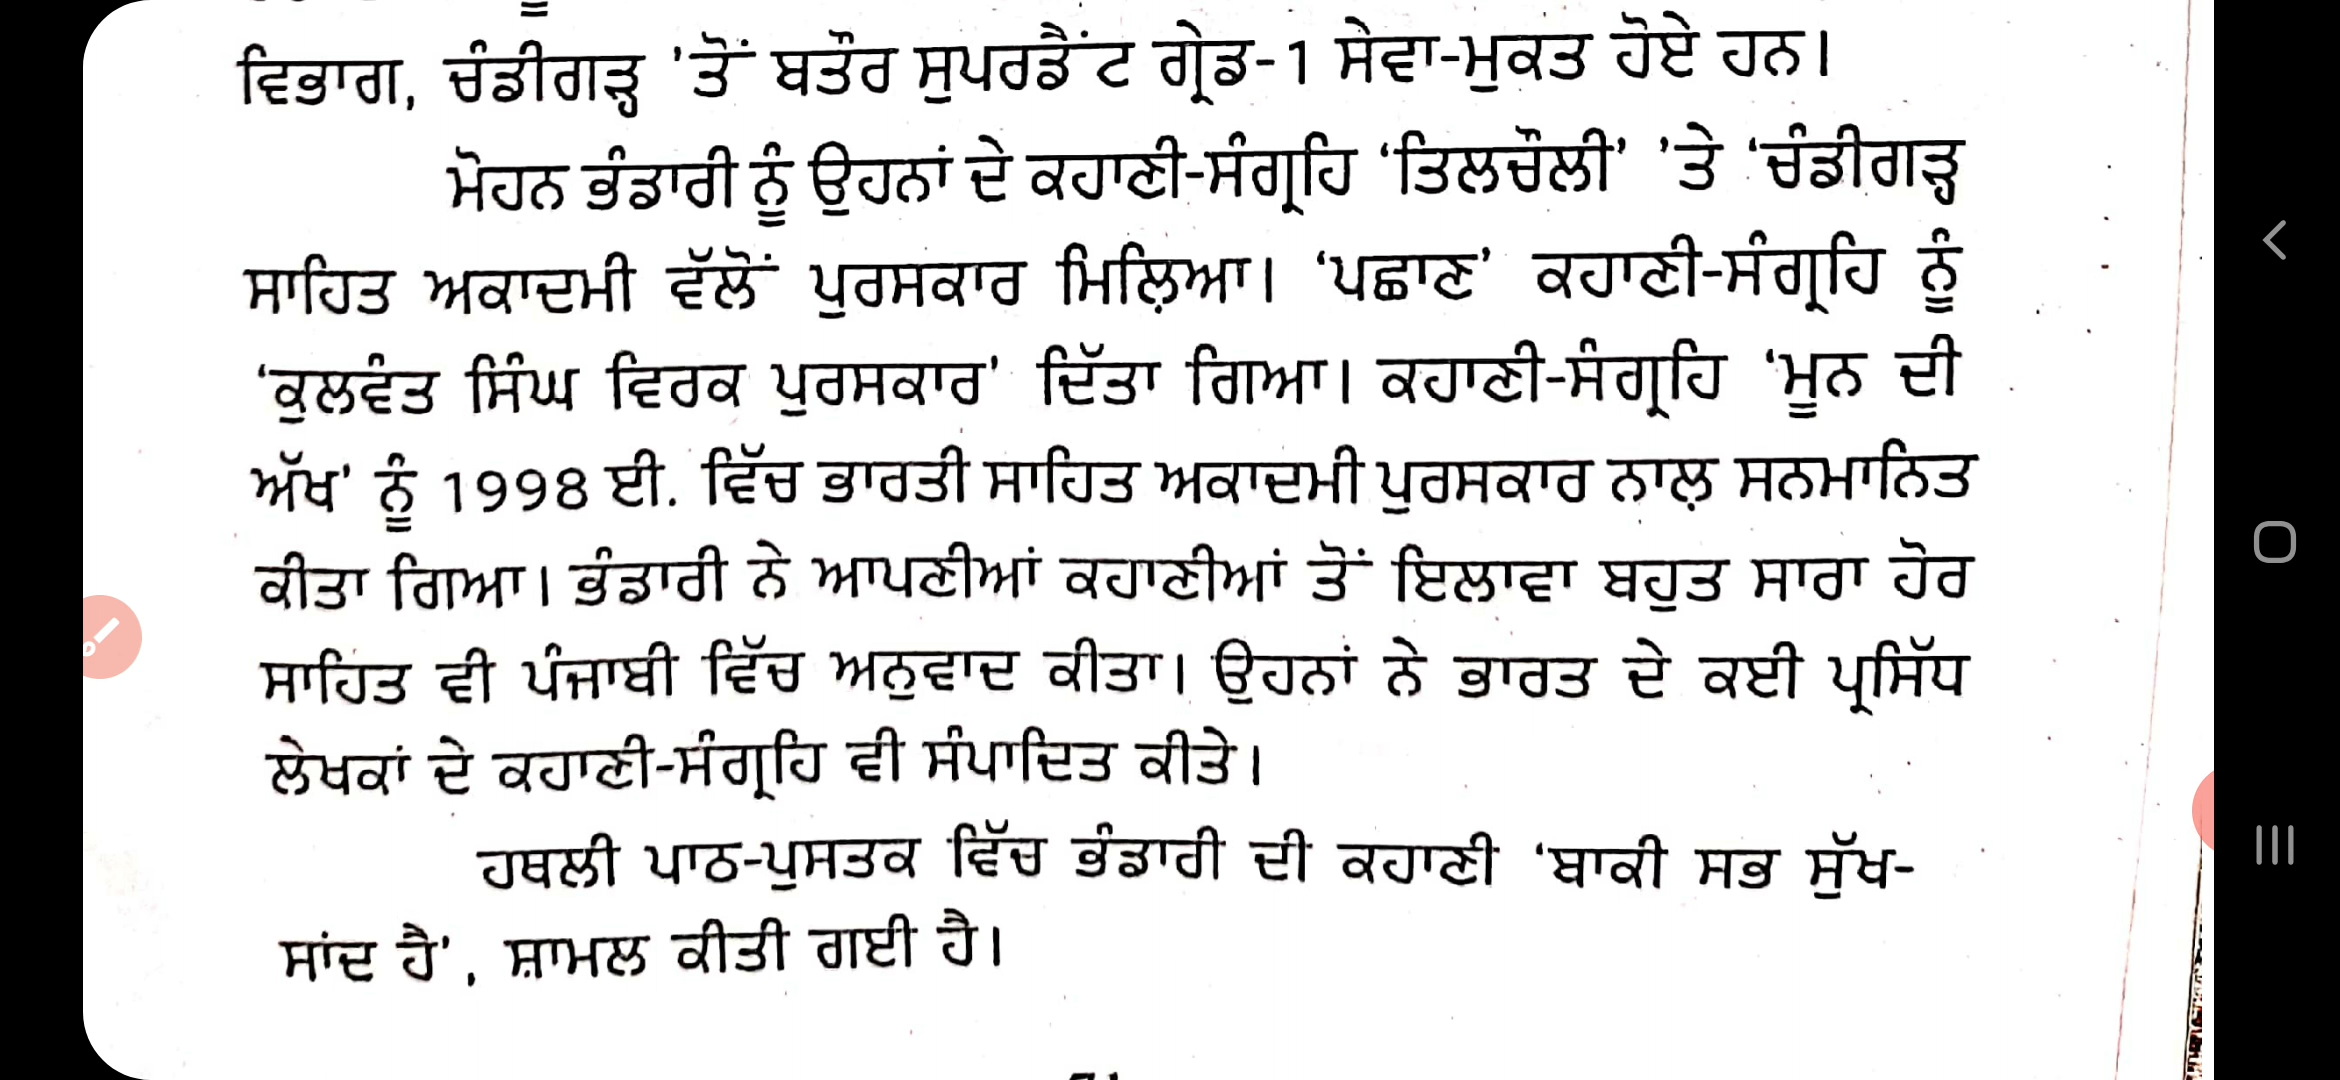 ਵਿਭਾਗ, ਚੰਡੀਗੜ੍ਹ 'ਤੋਂ ਬਤੌਰ ਸੁਪਰਡੈਂਟ ਗ੍ਰੇਡ-1 ਸੇਵਾ-ਮੁਕਤ ਹੋਏ ਹਨ।
ਮੋਹਨ ਭੰਡਾਰੀ ਨੂੰ ਉਹਨਾਂ ਦੇ ਕਹਾਣੀ-ਸੰਗ੍ਰਹਿ ‘ਤਿਲਚੌਲੀ’ ’ਤੇ ‘ਚੰਡੀਗੜ੍ਹ
ਸਾਹਿਤ ਅਕਾਦਮੀ ਵੱਲੋਂ ਪੁਰਸਕਾਰ ਮਿਲ਼ਿਆ। ‘ਪਛਾਣ’ ਕਹਾਣੀ-ਸੰਗ੍ਰਹਿ ਨੂੰ
‘ਕੁਲਵੰਤ ਸਿੰਘ ਵਿਰਕ ਪੁਰਸਕਾਰ’ ਦਿੱਤਾ ਗਿਆ। ਕਹਾਣੀ-ਸੰਗ੍ਰਹਿ ‘ਮੂਨ ਦੀ
ਅੱਖ’ ਨੂੰ 1998 ਈ. ਵਿੱਚ ਭਾਰਤੀ ਸਾਹਿਤ ਅਕਾਦਮੀ ਪੁਰਸਕਾਰ ਨਾਲ਼ ਸਨਮਾਨਿਤ
ਕੀਤਾ ਗਿਆ। ਭੰਡਾਰੀ ਨੇ ਆਪਣੀਆਂ ਕਹਾਣੀਆਂ ਤੋਂ ਇਲਾਵਾ ਬਹੁਤ ਸਾਰਾ ਹੋਰ
ਸਾਹਿਤ ਵੀ ਪੰਜਾਬੀ ਵਿੱਚ ਅਨੁਵਾਦ ਕੀਤਾ। ਉਹਨਾਂ ਨੇ ਭਾਰਤ ਦੇ ਕਈ ਪ੍ਰਸਿੱਧ
ਲੇਖਕਾਂ ਦੇ ਕਹਾਣੀ-ਸੰਗ੍ਰਹਿ ਵੀ ਸੰਪਾਦਿਤ ਕੀਤੇ।
ਹਥਲੀ ਪਾਠ-ਪੁਸਤਕ ਵਿੱਚ ਭੰਡਾਰੀ ਦੀ ਕਹਾਣੀ ‘ਬਾਕੀ ਸਭ ਸੁੱਖ-
ਸਾਂਦ ਹੈ’, ਸ਼ਾਮਲ ਕੀਤੀ ਗਈ ਹੈ।